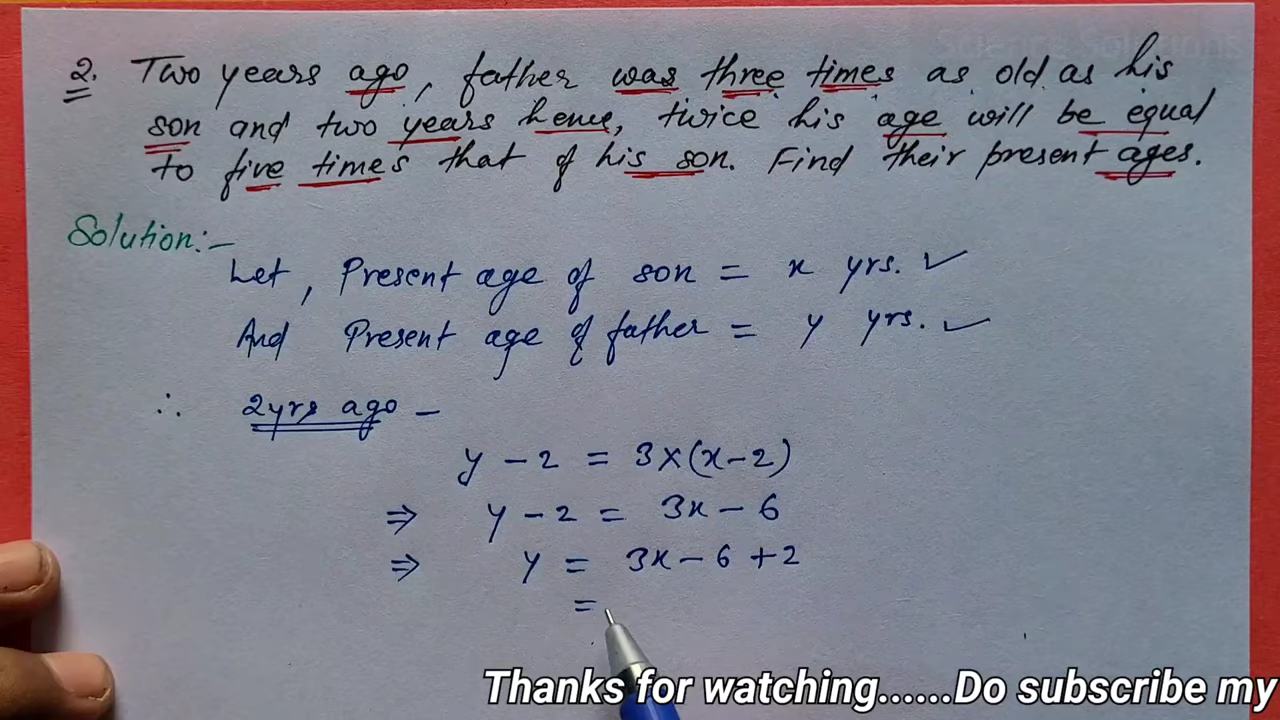 2. Two years ago, father was three times as old as his
son and two years hence, twice his age will be equal
to five times that of his son. Find their present ages.
Solution:-
Let, Present age of son = x yrs. ✓
And Present age of father = y yrs. ✓
∴ 2yrs ago -
y - 2 = 3×(x-2)
⇒ y - 2 = 3x - 6
⇒ y = 3x - 6 + 2
=
Thanks for watching......Do subscribe my